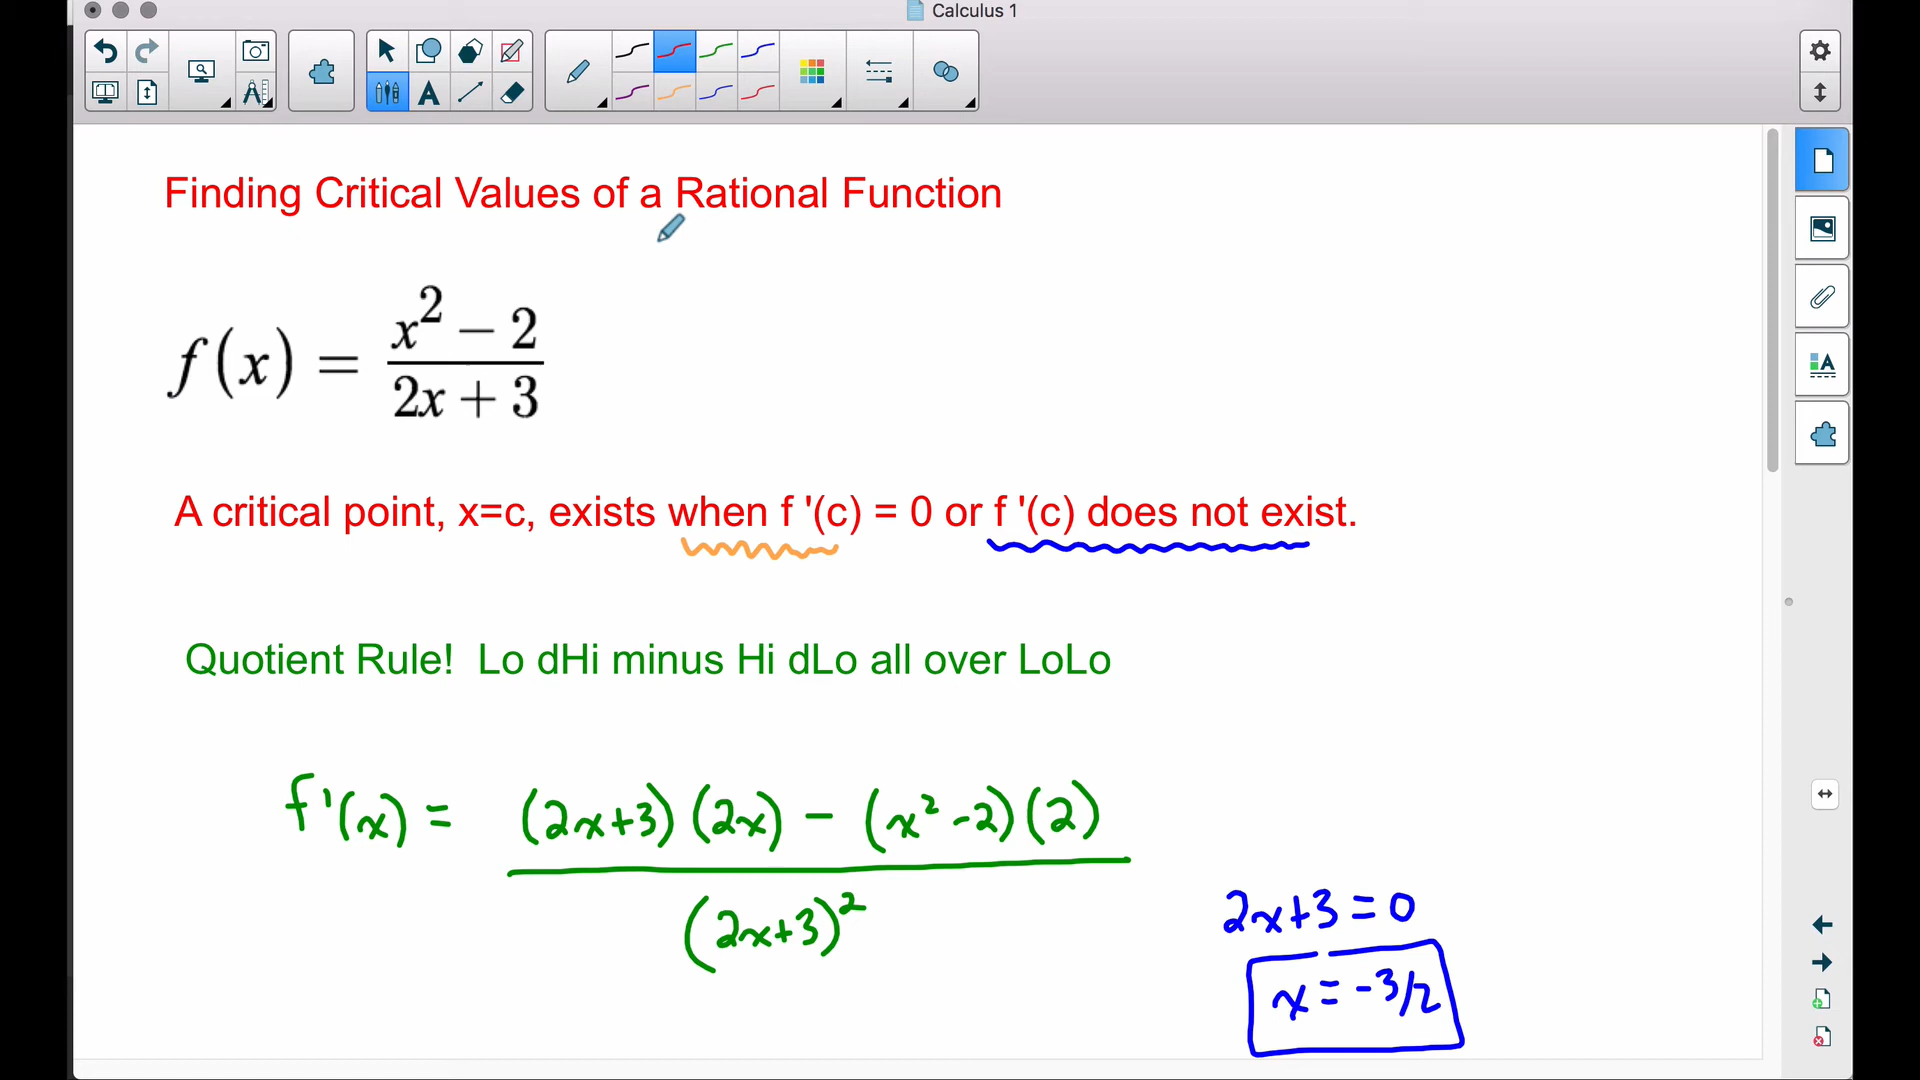 Calculus 1
Finding Critical Values of a Rational Function
f(x) = \frac{x^2 - 2}{2x + 3}
A critical point, x=c, exists when f '(c) = 0 or f '(c) does not exist.
Quotient Rule!  Lo dHi minus Hi dLo all over LoLo
f'(x) = \frac{(2x+3)(2x) - (x^2-2)(2)}{(2x+3)^2}
2x+3=0
x = -3/2